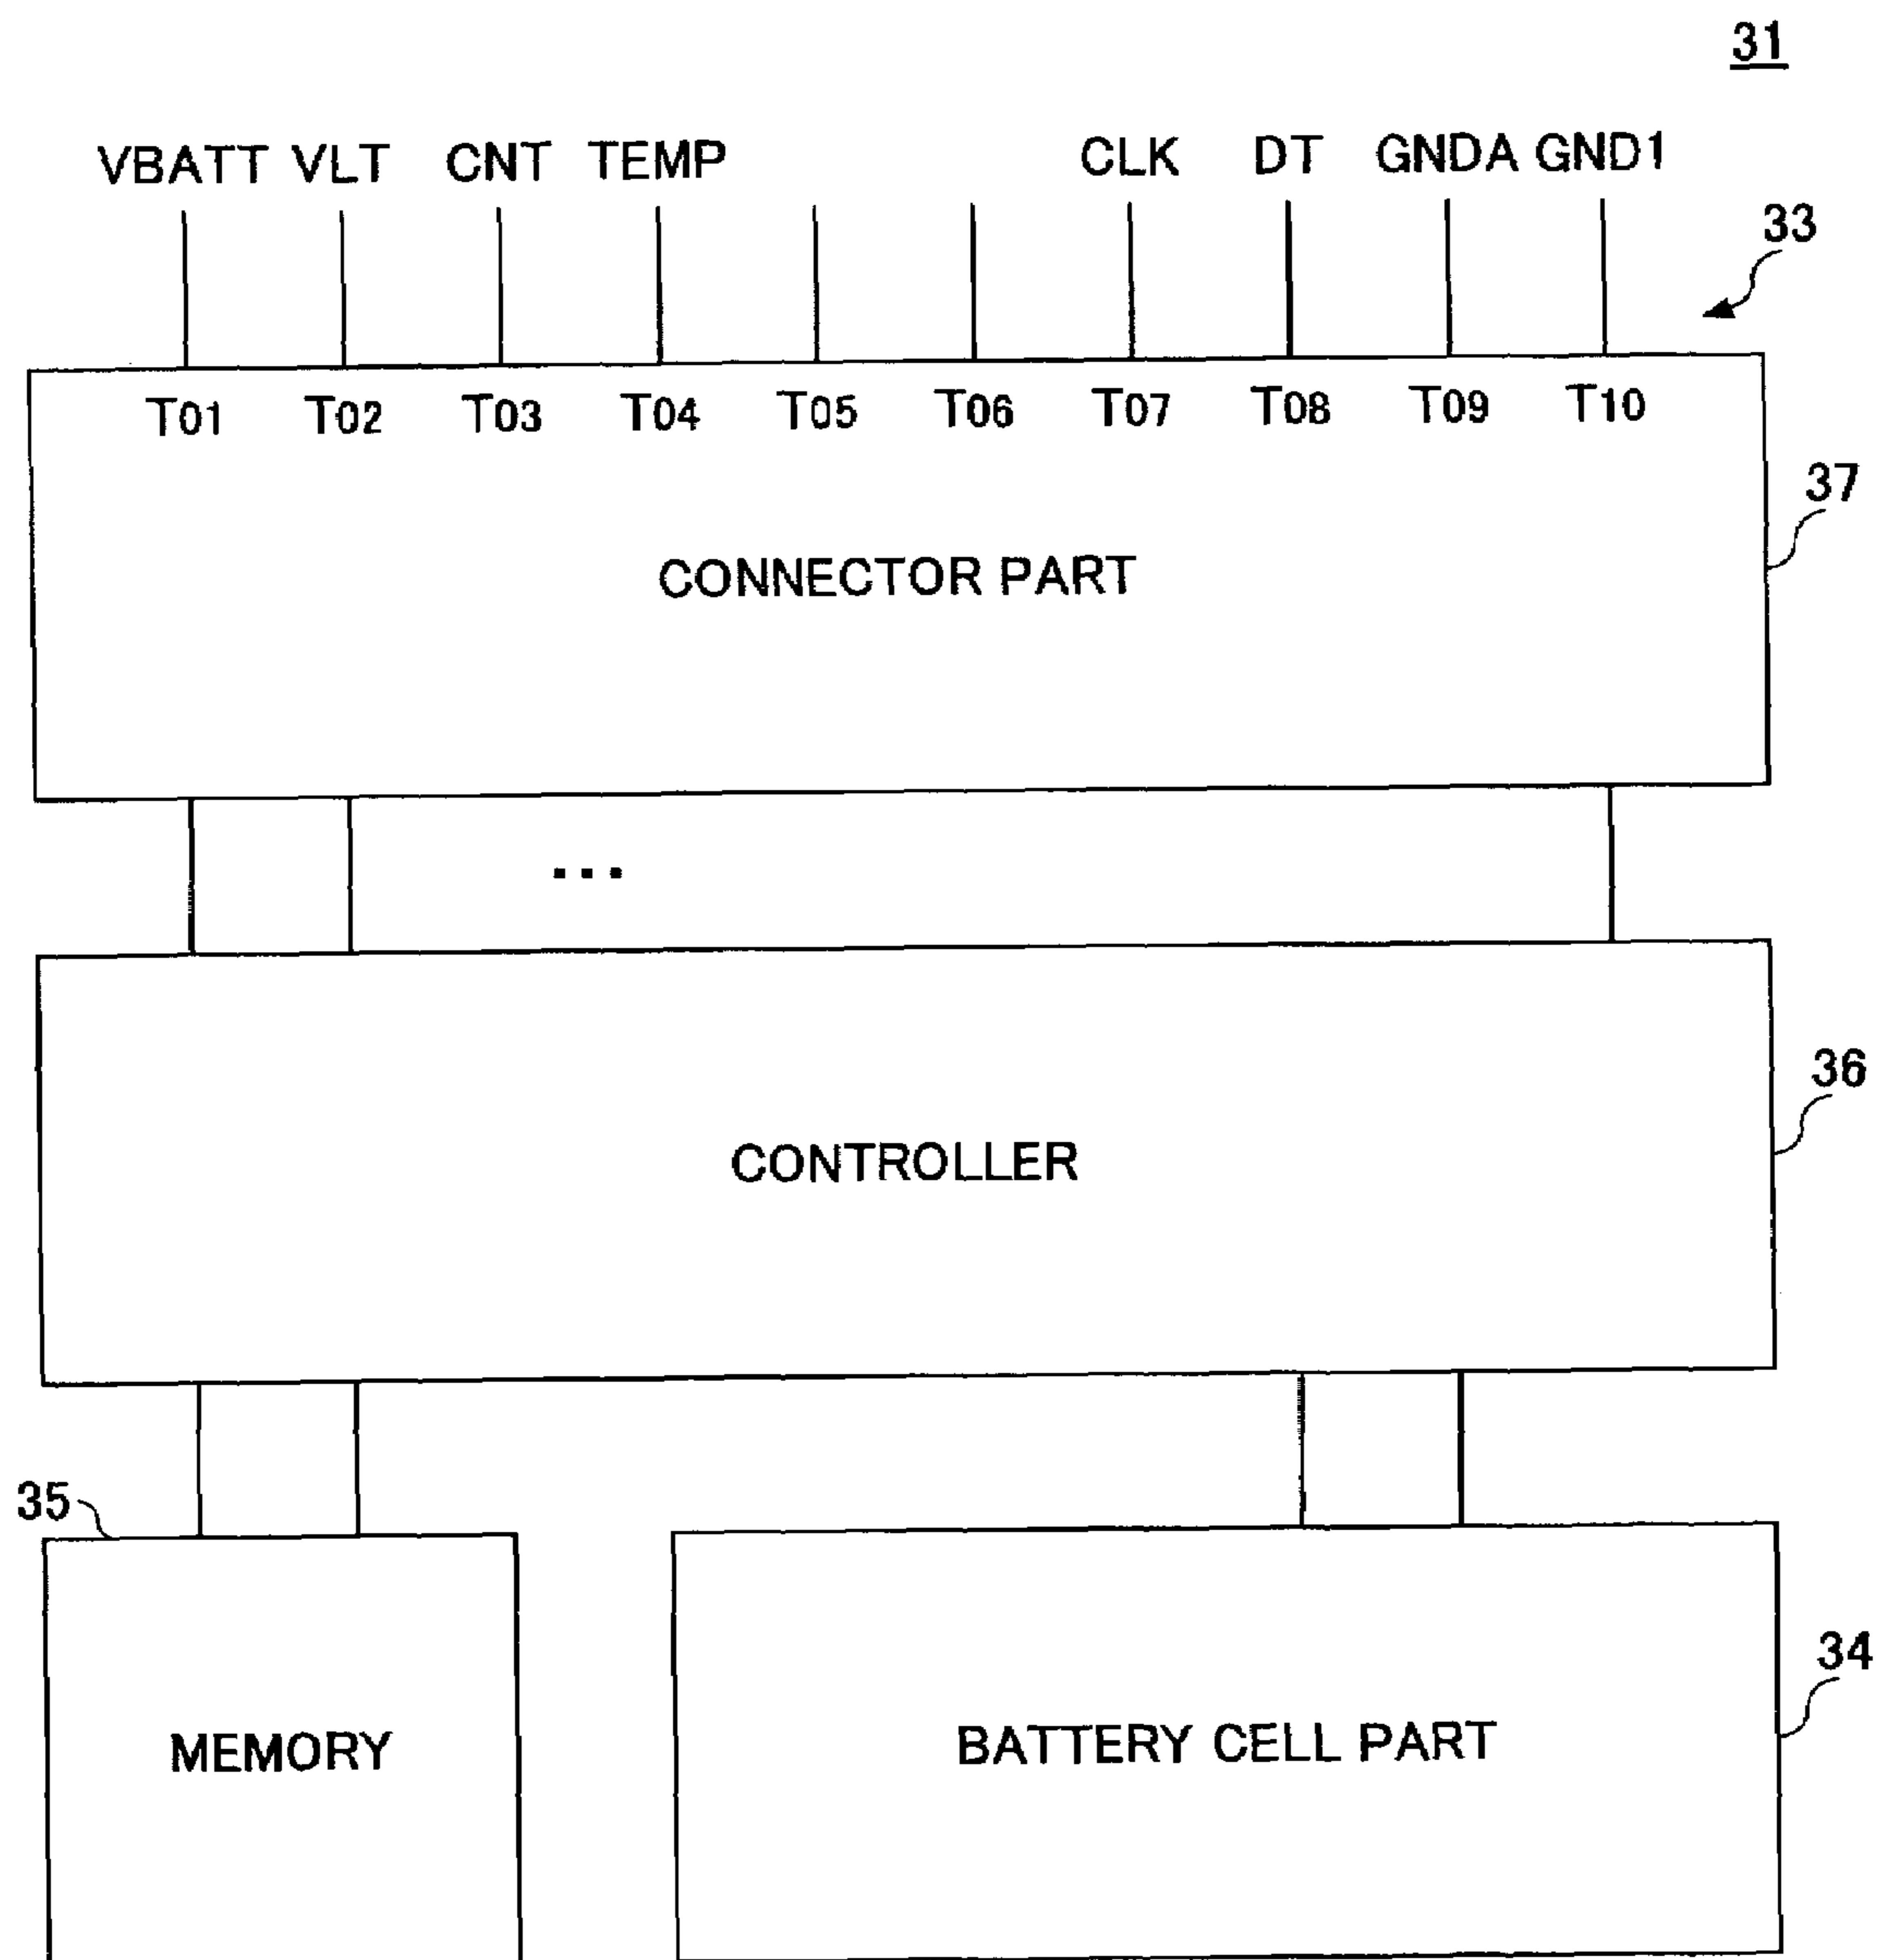 31
VBATT VLT CNT TEMP CLK DT GNDA GND1
33
T01 T02 T03 T04 T05 T06 T07 T08 T09 T10
37
CONNECTOR PART
...
36
CONTROLLER
35
34
MEMORY
BATTERY CELL PART